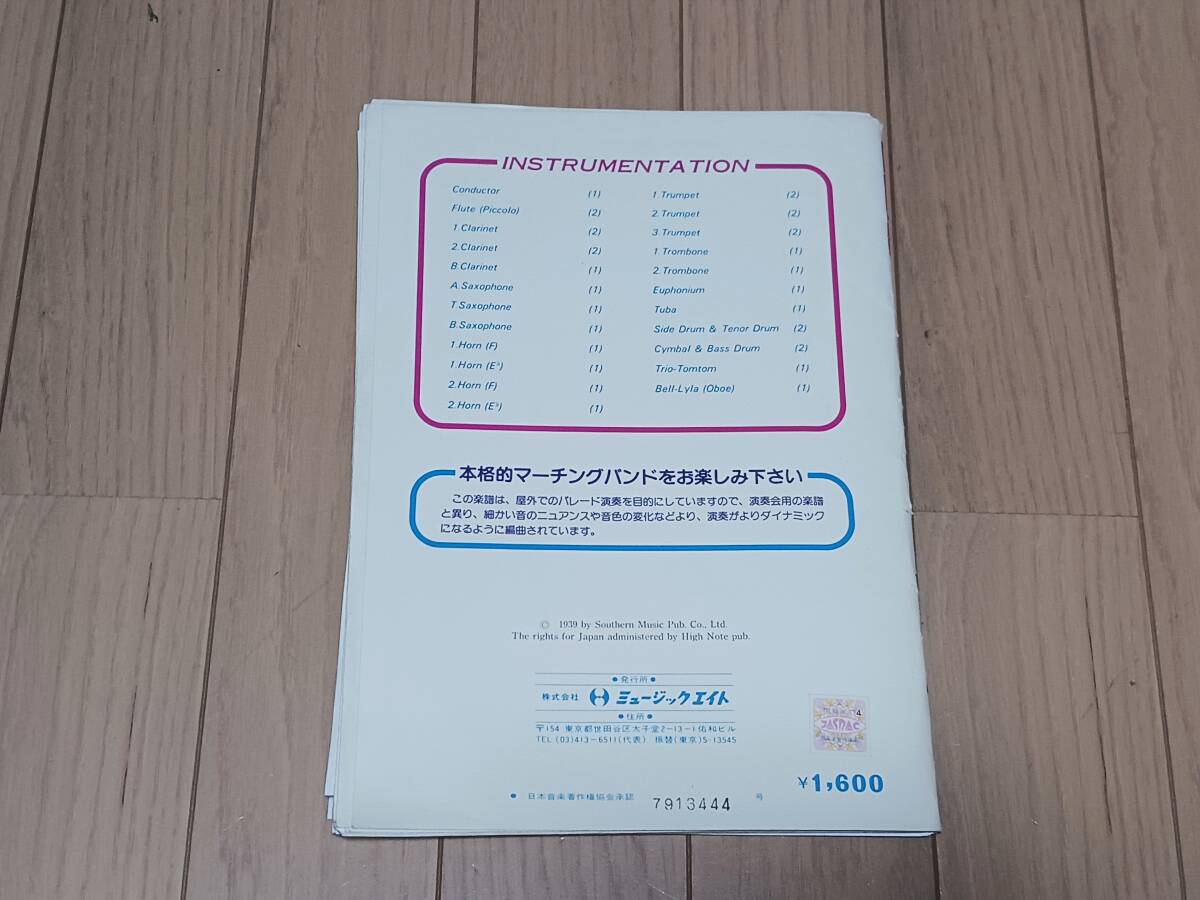 INSTRUMENTATION
Conductor (1)
Flute (Piccolo) (2)
1.Clarinet (2)
2.Clarinet (2)
B.Clarinet (1)
A.Saxophone (1)
T.Saxophone (1)
B.Saxophone (1)
1.Horn (F) (1)
1.Horn (E♭) (1)
2.Horn (F) (1)
2.Horn (E♭) (1)
1.Trumpet (2)
2.Trumpet (2)
3.Trumpet (2)
1.Trombone (1)
2.Trombone (1)
Euphonium (1)
Tuba (1)
Side Drum & Tenor Drum (2)
Cymbal & Bass Drum (2)
Trio-Tomtom (1)
Bell-Lyla (Oboe) (1)
本格的マーチングバンドをお楽しみ下さい
この楽譜は、屋外でのパレード演奏を目的にしていますので、演奏会用の楽譜
と異り、細かい音のニュアンスや音色の変化などより、演奏がよりダイナミック
になるように編曲されています。
© 1939 by Southern Music Pub. Co., Ltd.
The rights for Japan administered by High Note pub.
●発行所●
株式会社 ミュージックエイト
●住所●
〒154 東京都世田谷区太子堂2-13-1佑和ビル
TEL (03)413-6511(代表) 振替(東京)5-13545
JASRAC
4
¥1,600
● 日本音楽著作権協会承認 7913444 号